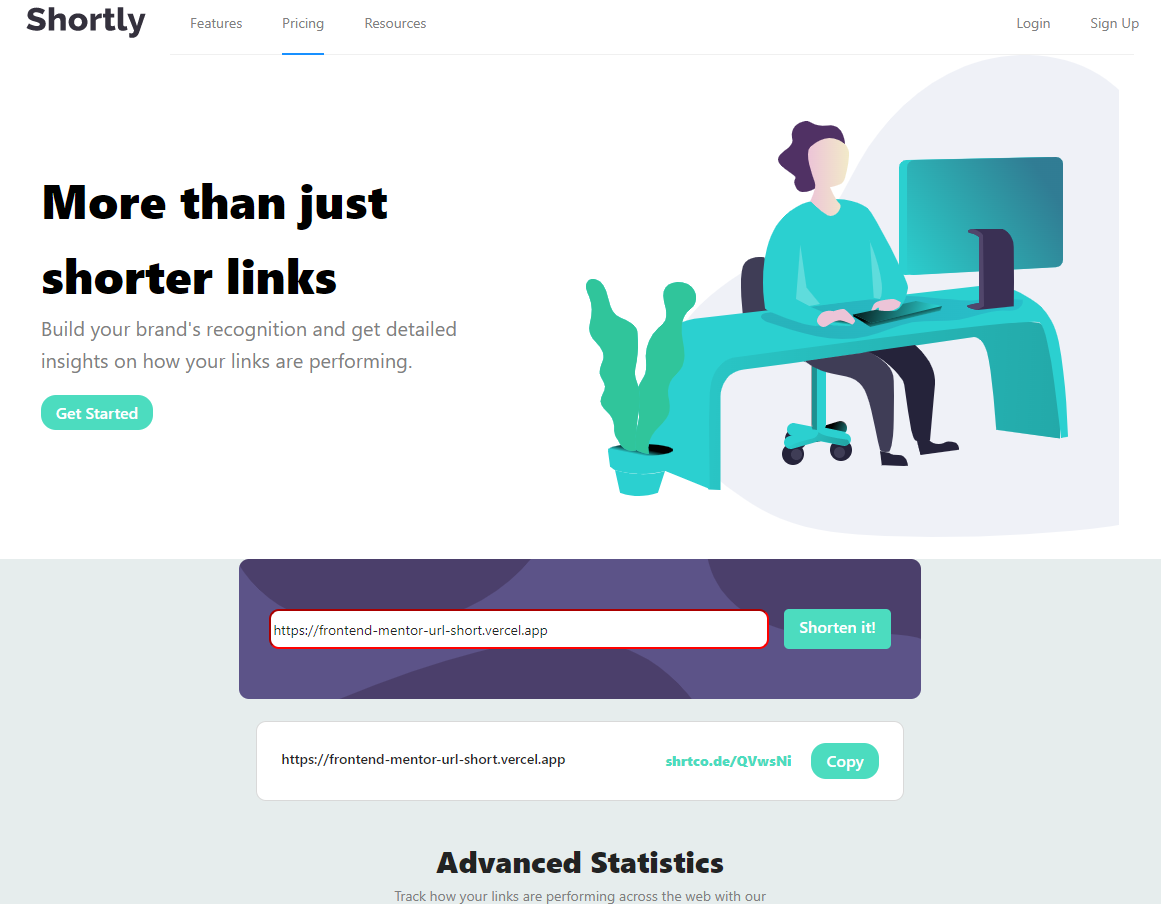 Shortly Features Pricing Resources Login Sign Up
More than just
shorter links
Build your brand's recognition and get detailed
insights on how your links are performing.
Get Started
https://frontend-mentor-url-short.vercel.app Shorten it!
https://frontend-mentor-url-short.vercel.app shrtco.de/QVwsNi Copy
Advanced Statistics
Track how your links are performing across the web with our